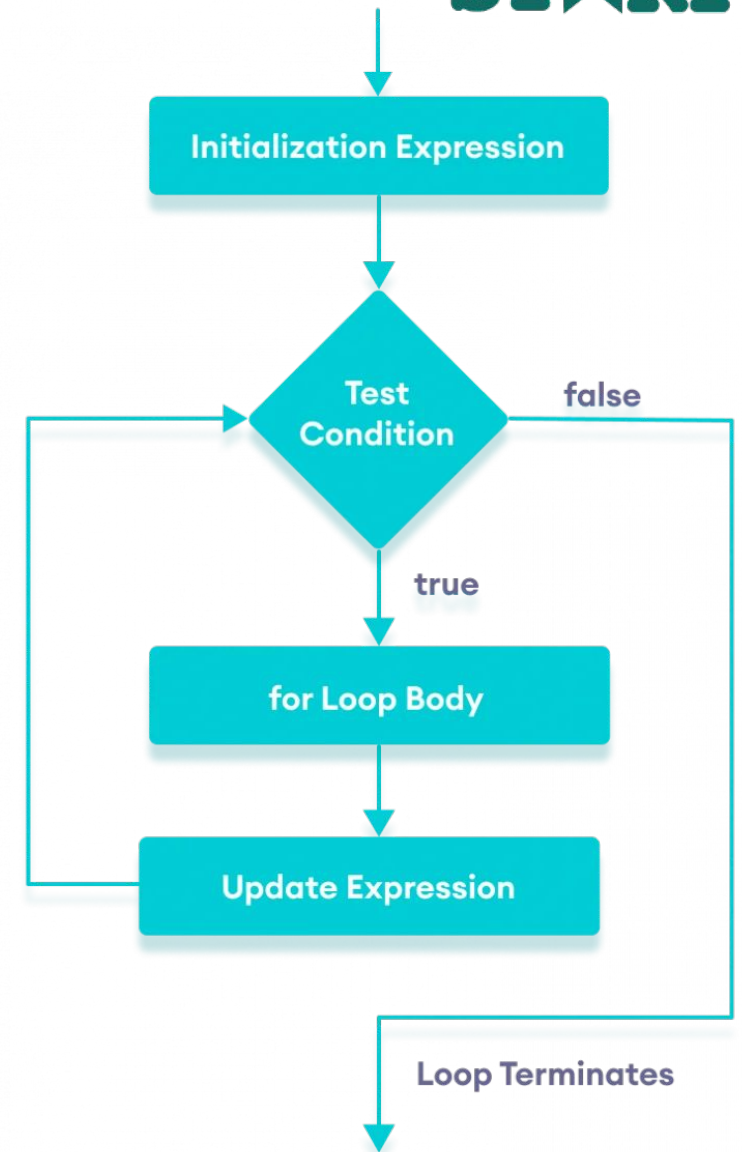 Initialization Expression
Test
Condition
false
true
for Loop Body
Update Expression
Loop Terminates